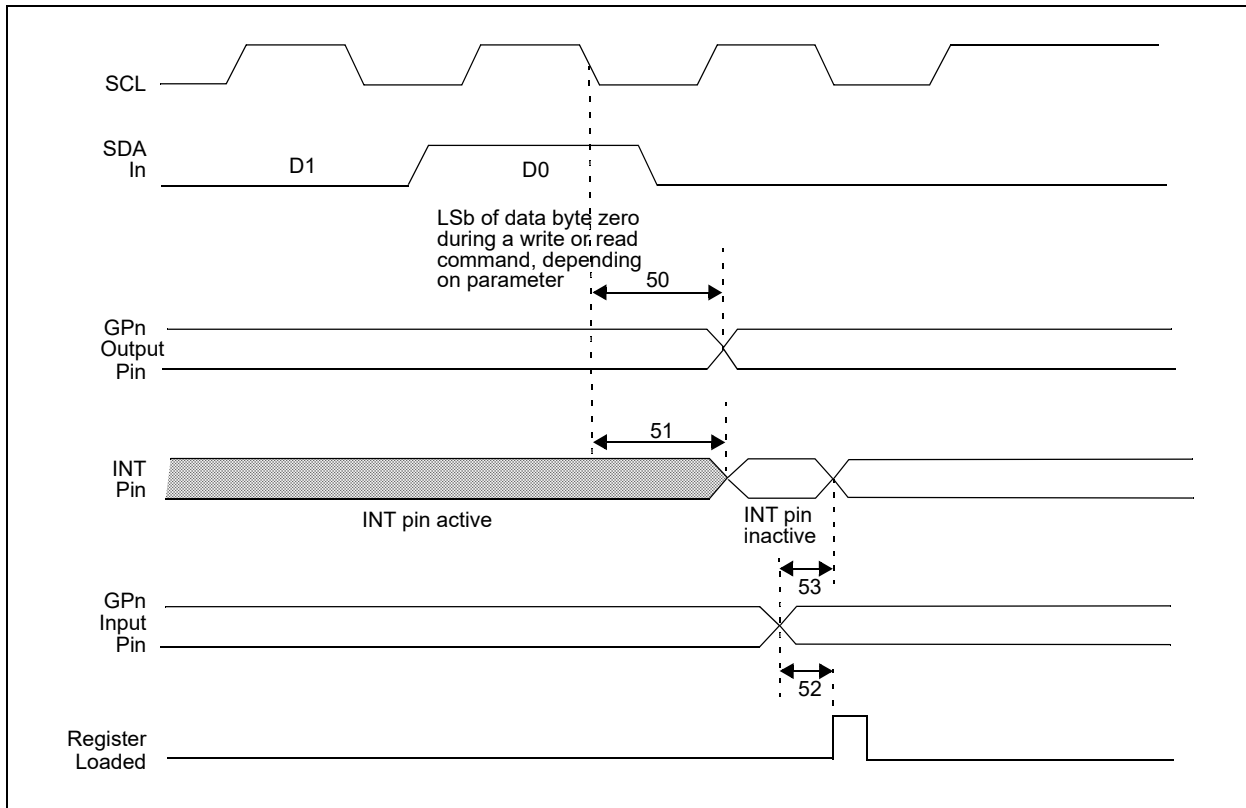 SCL
SDA
In
D1
D0
LSb of data byte zero
during a write or read
command, depending
on parameter
50
GPn
Output
Pin
51
INT
Pin
INT pin active
INT pin
inactive
53
GPn
Input
Pin
52
Register
Loaded